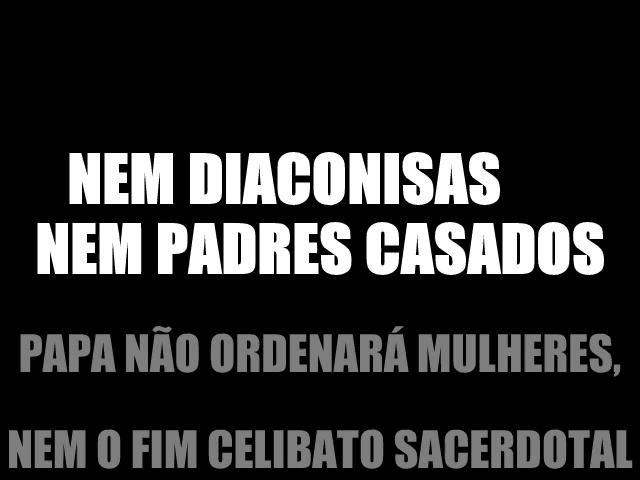 NEM DIACONISAS
NEM PADRES CASADOS
PAPA NÃO ORDENARÁ MULHERES,
NEM O FIM CELIBATO SACERDOTAL